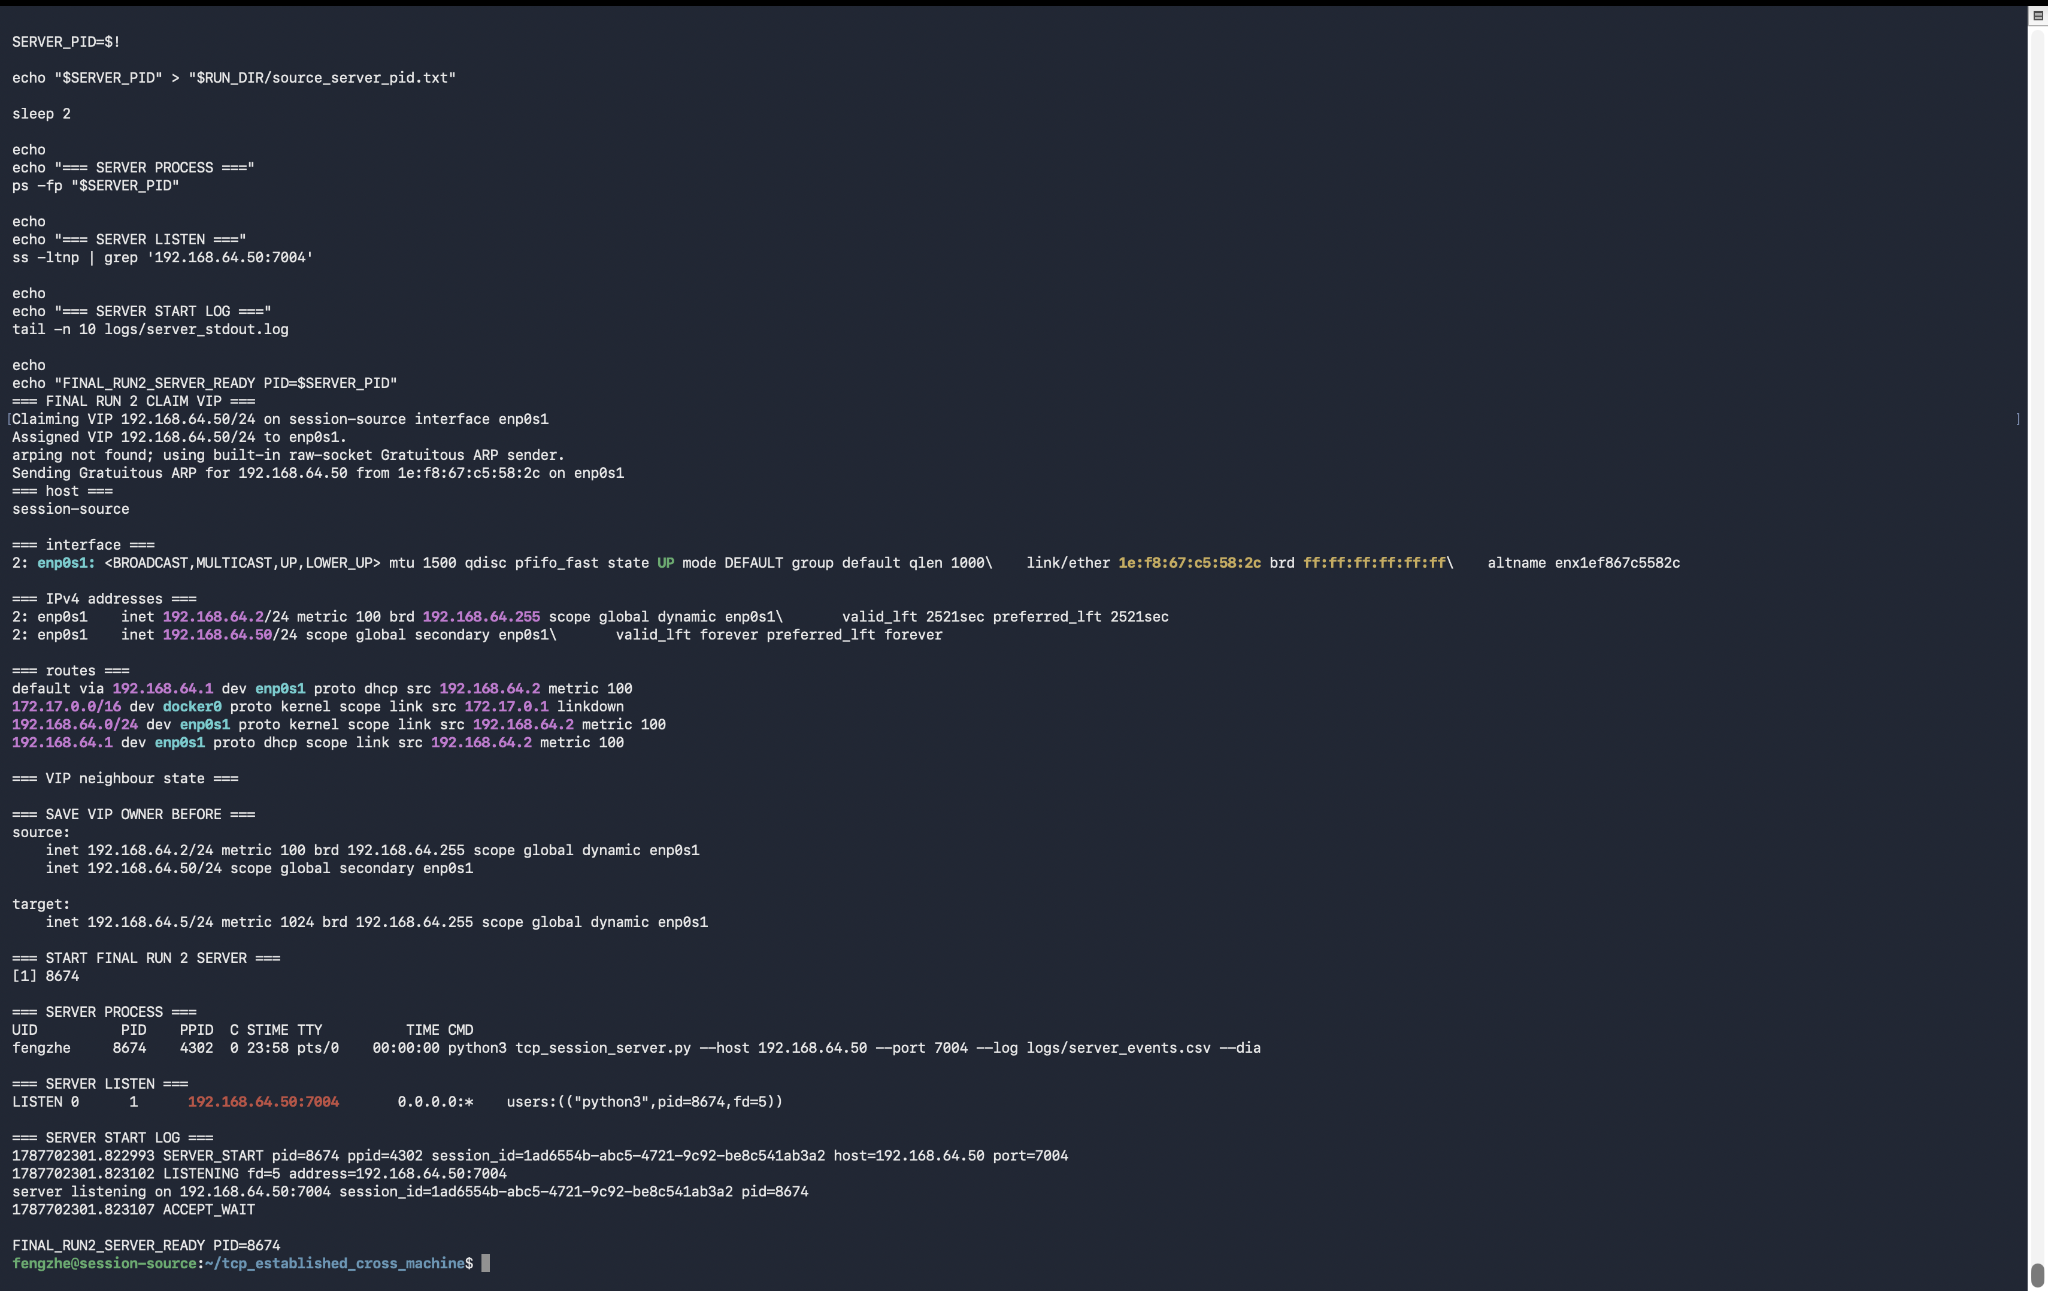 SERVER_PID=$!
echo "$SERVER_PID" > "$RUN_DIR/source_server_pid.txt"
sleep 2
echo
echo "=== SERVER PROCESS ==="
ps -fp "$SERVER_PID"
echo
echo "=== SERVER LISTEN ==="
ss -ltnp | grep '192.168.64.50:7004'
echo
echo "=== SERVER START LOG ==="
tail -n 10 logs/server_stdout.log
echo
echo "FINAL_RUN2_SERVER_READY PID=$SERVER_PID"
=== FINAL RUN 2 CLAIM VIP ===
[Claiming VIP 192.168.64.50/24 on session-source interface enp0s1 ]
Assigned VIP 192.168.64.50/24 to enp0s1.
arping not found; using built-in raw-socket Gratuitous ARP sender.
Sending Gratuitous ARP for 192.168.64.50 from 1e:f8:67:c5:58:2c on enp0s1
=== host ===
session-source
=== interface ===
2: enp0s1: <BROADCAST,MULTICAST,UP,LOWER_UP> mtu 1500 qdisc pfifo_fast state UP mode DEFAULT group default qlen 1000\    link/ether 1e:f8:67:c5:58:2c brd ff:ff:ff:ff:ff:ff\    altname enx1ef867c5582c
=== IPv4 addresses ===
2: enp0s1    inet 192.168.64.2/24 metric 100 brd 192.168.64.255 scope global dynamic enp0s1\       valid_lft 2521sec preferred_lft 2521sec
2: enp0s1    inet 192.168.64.50/24 scope global secondary enp0s1\       valid_lft forever preferred_lft forever
=== routes ===
default via 192.168.64.1 dev enp0s1 proto dhcp src 192.168.64.2 metric 100
172.17.0.0/16 dev docker0 proto kernel scope link src 172.17.0.1 linkdown
192.168.64.0/24 dev enp0s1 proto kernel scope link src 192.168.64.2 metric 100
192.168.64.1 dev enp0s1 proto dhcp scope link src 192.168.64.2 metric 100
=== VIP neighbour state ===
=== SAVE VIP OWNER BEFORE ===
source:
    inet 192.168.64.2/24 metric 100 brd 192.168.64.255 scope global dynamic enp0s1
    inet 192.168.64.50/24 scope global secondary enp0s1
target:
    inet 192.168.64.5/24 metric 1024 brd 192.168.64.255 scope global dynamic enp0s1
=== START FINAL RUN 2 SERVER ===
[1] 8674
=== SERVER PROCESS ===
UID          PID    PPID  C STIME TTY          TIME CMD
fengzhe     8674    4302  0 23:58 pts/0    00:00:00 python3 tcp_session_server.py --host 192.168.64.50 --port 7004 --log logs/server_events.csv --dia
=== SERVER LISTEN ===
LISTEN 0      1      192.168.64.50:7004       0.0.0.0:*    users:(("python3",pid=8674,fd=5))
=== SERVER START LOG ===
1787702301.822993 SERVER_START pid=8674 ppid=4302 session_id=1ad6554b-abc5-4721-9c92-be8c541ab3a2 host=192.168.64.50 port=7004
1787702301.823102 LISTENING fd=5 address=192.168.64.50:7004
server listening on 192.168.64.50:7004 session_id=1ad6554b-abc5-4721-9c92-be8c541ab3a2 pid=8674
1787702301.823107 ACCEPT_WAIT
FINAL_RUN2_SERVER_READY PID=8674
fengzhe@session-source:~/tcp_established_cross_machine$